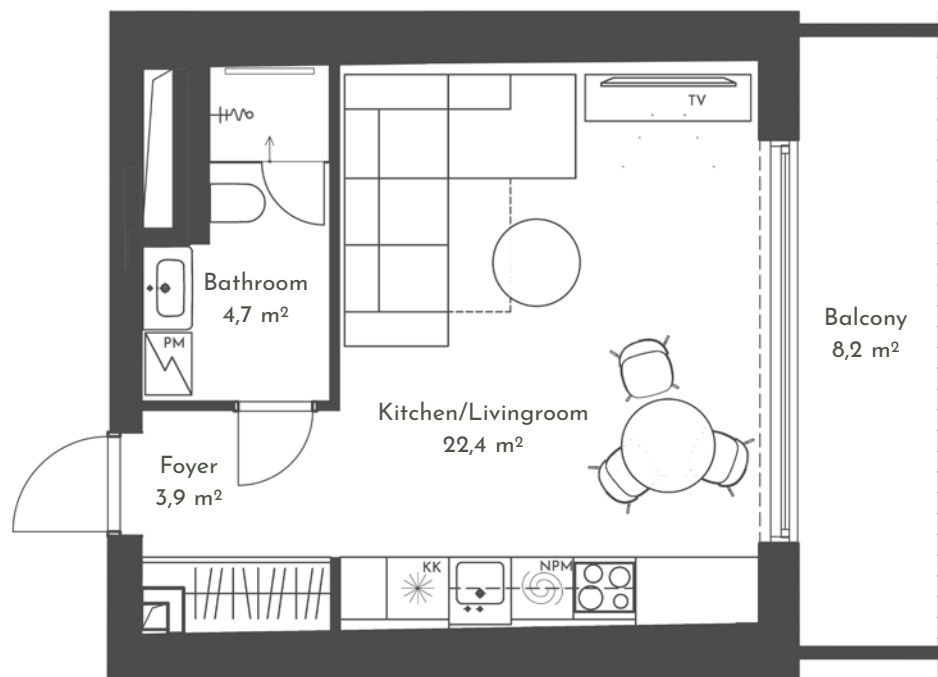 TV
Bathroom
4,7 m²
PM
Balcony
8,2 m²
Kitchen/Livingroom
22,4 m²
Foyer
3,9 m²
KK
NPM